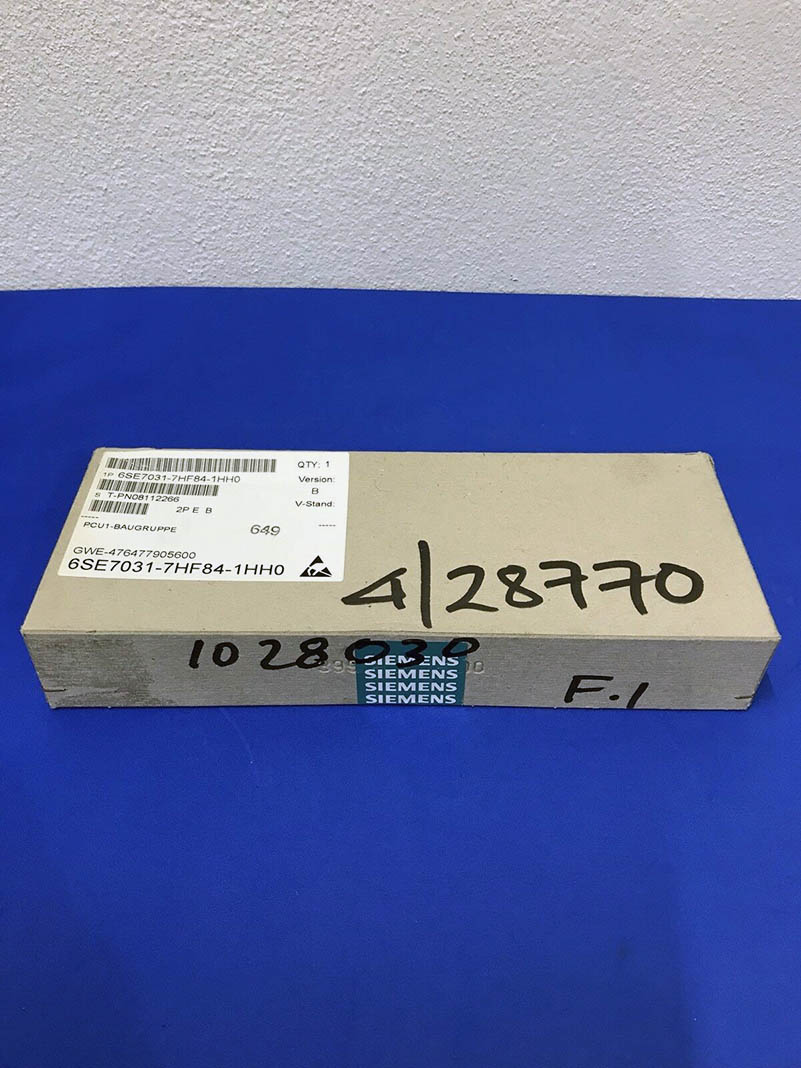 QTY: 1
1P 6SE7031-7HF84-1HH0
Version:
B
S T-PN08112266
V-Stand:
2P E B
-----
-----
PCU1-BAUGRUPPE
649
GWE-476477905600
6SE7031-7HF84-1HH0
4/28770
1028030
SIEMENS
SIEMENS
SIEMENS
SIEMENS
F.1